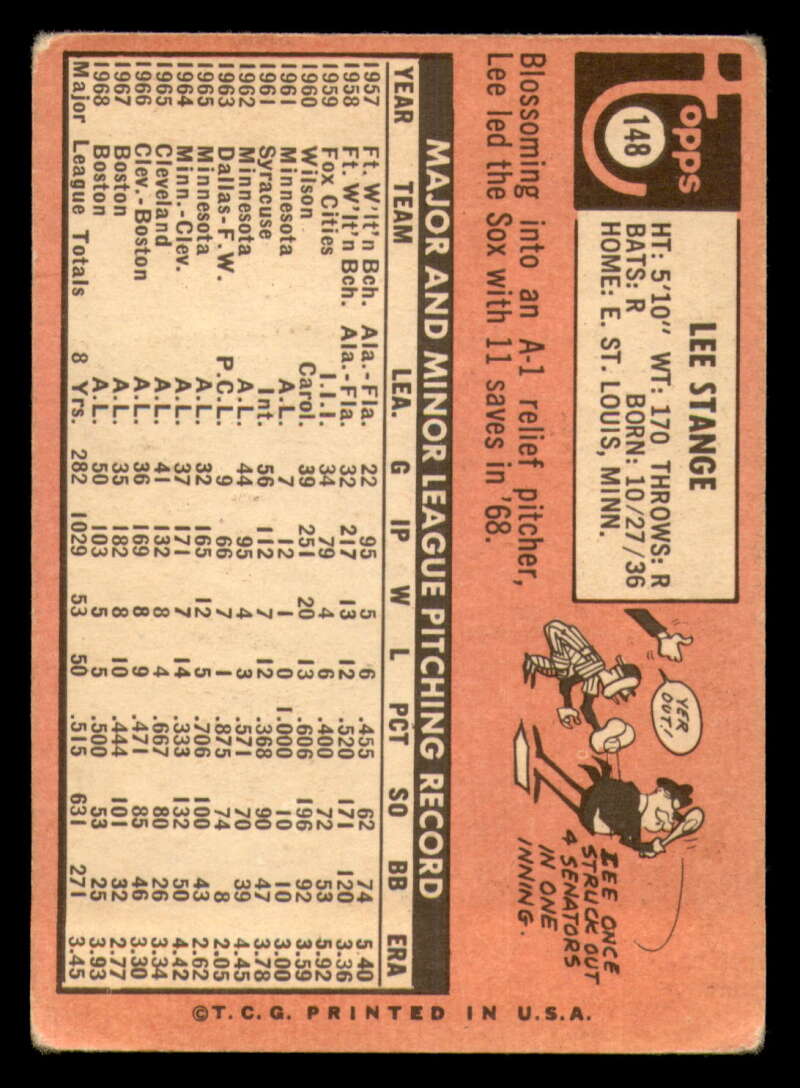 Topps
148
LEE STANGE
HT: 5'10" WT: 170 THROWS: R
BATS: R BORN: 10/27/36
HOME: E. ST. LOUIS, MINN.
Blossoming into an A-1 relief pitcher,
Lee led the Sox with 11 saves in '68.
YER
OUT!
LEE ONCE
STRUCK OUT
4 SENATORS
IN ONE
INNING.
MAJOR AND MINOR LEAGUE PITCHING RECORD
YEAR TEAM LEA. G IP W L PCT SO BB ERA
1957 Ft. W'lt'n Bch. Ala.-Fla. 22 95 5 6 .455 62 74 5.40
1958 Ft. W'lt'n Bch. Ala.-Fla. 32 217 13 12 .520 171 120 3.36
1959 Fox Cities I.I.I. 34 79 4 6 .400 72 53 5.92
1960 Wilson Carol. 39 251 20 13 .606 196 92 3.59
1961 Minnesota A.L. 7 12 1 0 1.000 10 10 3.00
1961 Syracuse Int. 56 112 7 12 .368 90 47 3.78
1962 Minnesota A.L. 44 95 4 3 .571 70 39 4.45
1963 Dallas-F.W. P.C.L. 9 66 7 1 .875 74 8 2.05
1965 Minnesota A.L. 32 165 12 5 .706 100 43 2.62
1964 Minn.-Clev. A.L. 37 171 7 14 .333 132 50 4.42
1965 Cleveland A.L. 41 132 8 4 .667 80 26 3.34
1966 Clev.-Boston A.L. 36 169 8 9 .471 85 46 3.30
1967 Boston A.L. 35 182 8 10 .444 101 32 2.77
1968 Boston A.L. 50 103 5 5 .500 53 25 3.93
Major League Totals 8 Yrs. 282 1029 53 50 .515 631 271 3.45
©T.C.G. PRINTED IN U.S.A.